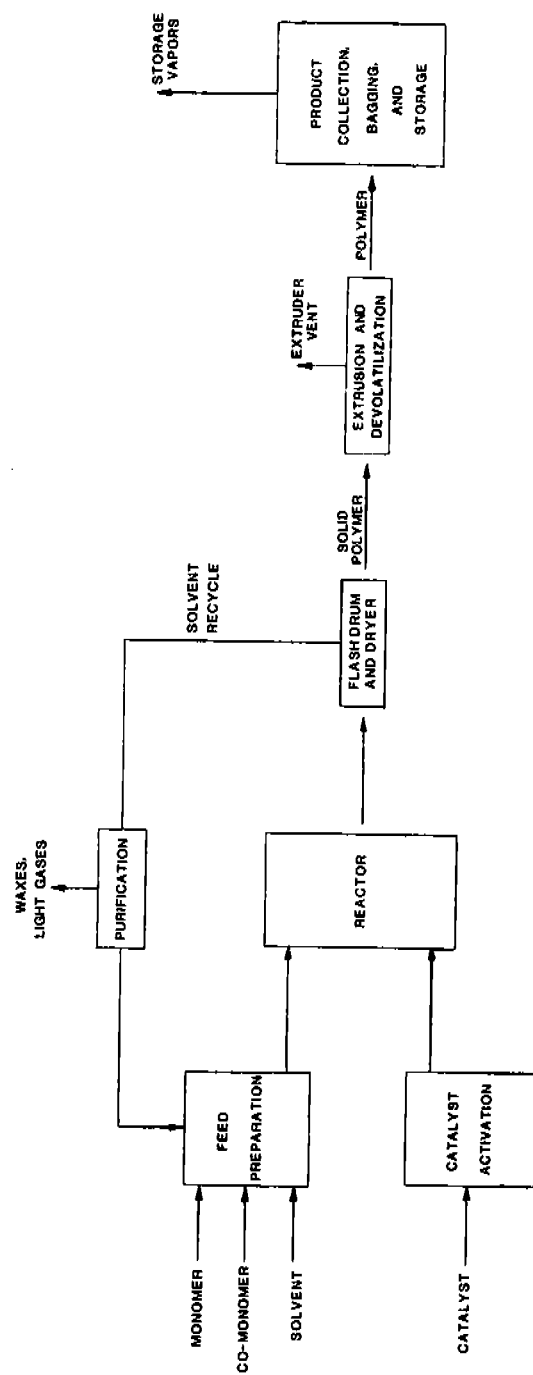 MONOMER
CO-MONOMER
SOLVENT
CATALYST
FEED
PREPARATION
CATALYST
ACTIVATION
WAXES,
LIGHT GASES
PURIFICATION
REACTOR
SOLVENT
RECYCLE
FLASH DRUM
AND DRYER
SOLID
POLYMER
EXTRUDER
VENT
EXTRUSION AND
DEVOLATILIZATION
POLYMER
STORAGE
VAPORS
PRODUCT
COLLECTION,
BAGGING,
AND
STORAGE